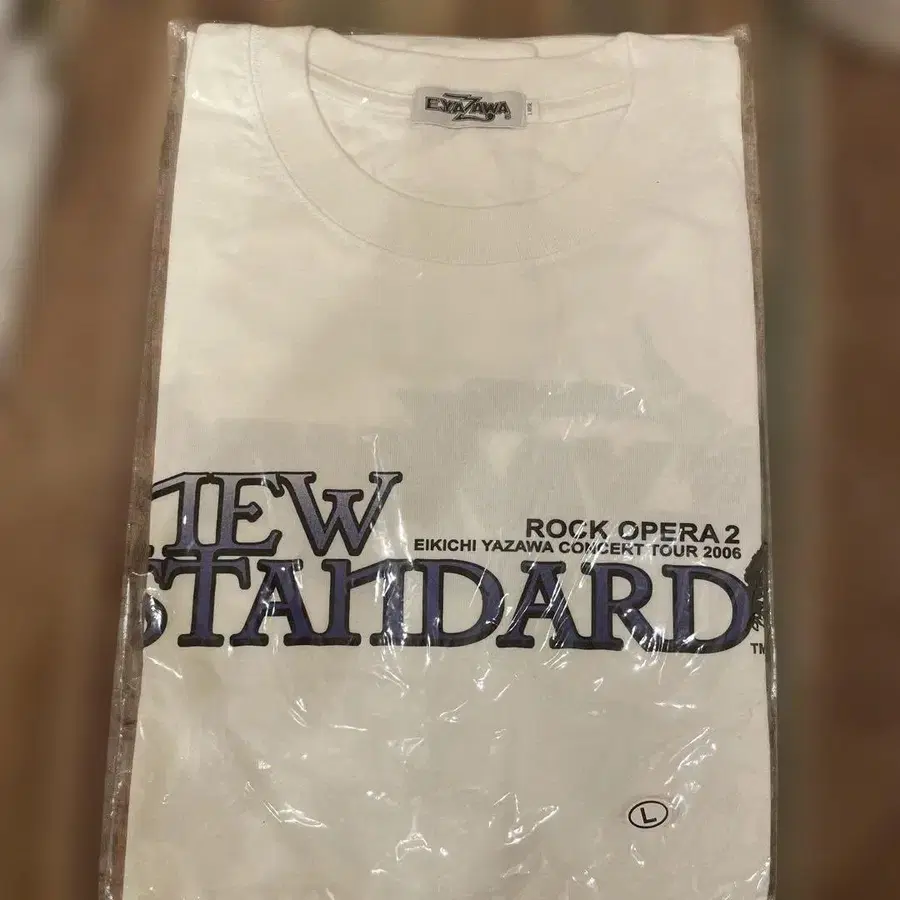 E.YAZAWA
NEW
ROCK OPERA 2
EIKICHI YAZAWA CONCERT TOUR 2006
STANDARD
TM
L